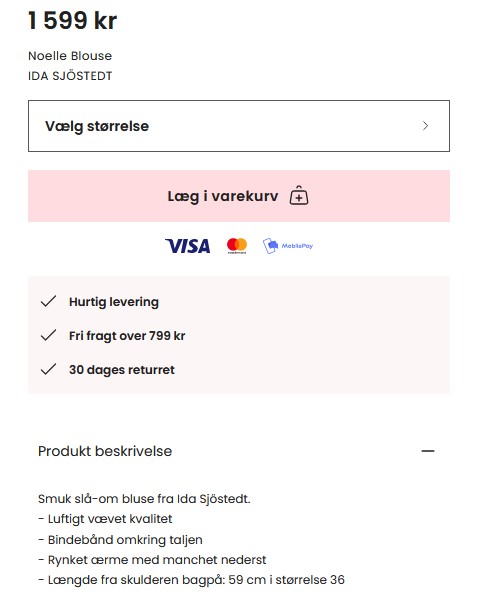 1 599 kr
Noelle Blouse
IDA SJÖSTEDT
Vælg størrelse
Læg i varekurv
VISA
MobilePay
Hurtig levering
Fri fragt over 799 kr
30 dages returret
Produkt beskrivelse
Smuk slå-om bluse fra Ida Sjöstedt.
- Luftigt vævet kvalitet
- Bindebånd omkring taljen
- Rynket ærme med manchet nederst
- Længde fra skulderen bagpå: 59 cm i størrelse 36